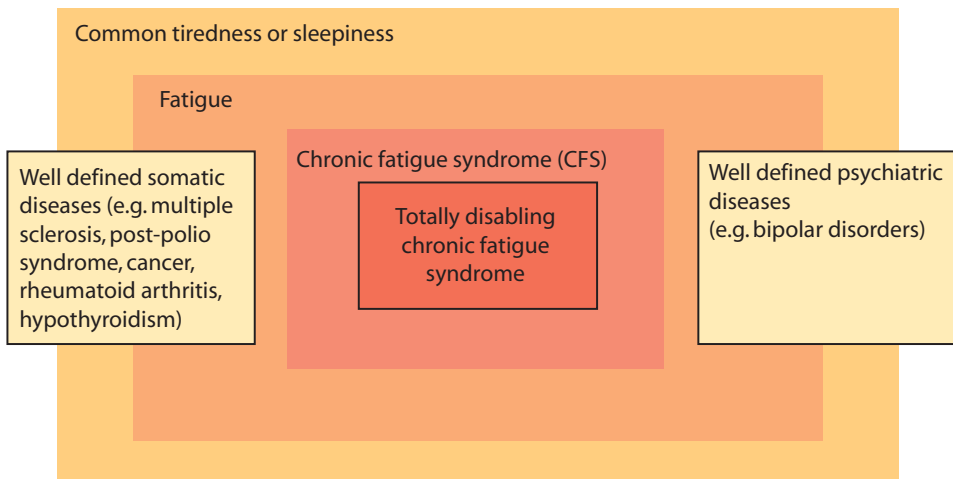 Common tiredness or sleepiness
Fatigue
Chronic fatigue syndrome (CFS)
Well defined somatic
diseases (e.g. multiple
sclerosis, post-polio
syndrome, cancer,
rheumatoid arthritis,
hypothyroidism)
Totally disabling
chronic fatigue
syndrome
Well defined psychiatric
diseases
(e.g. bipolar disorders)